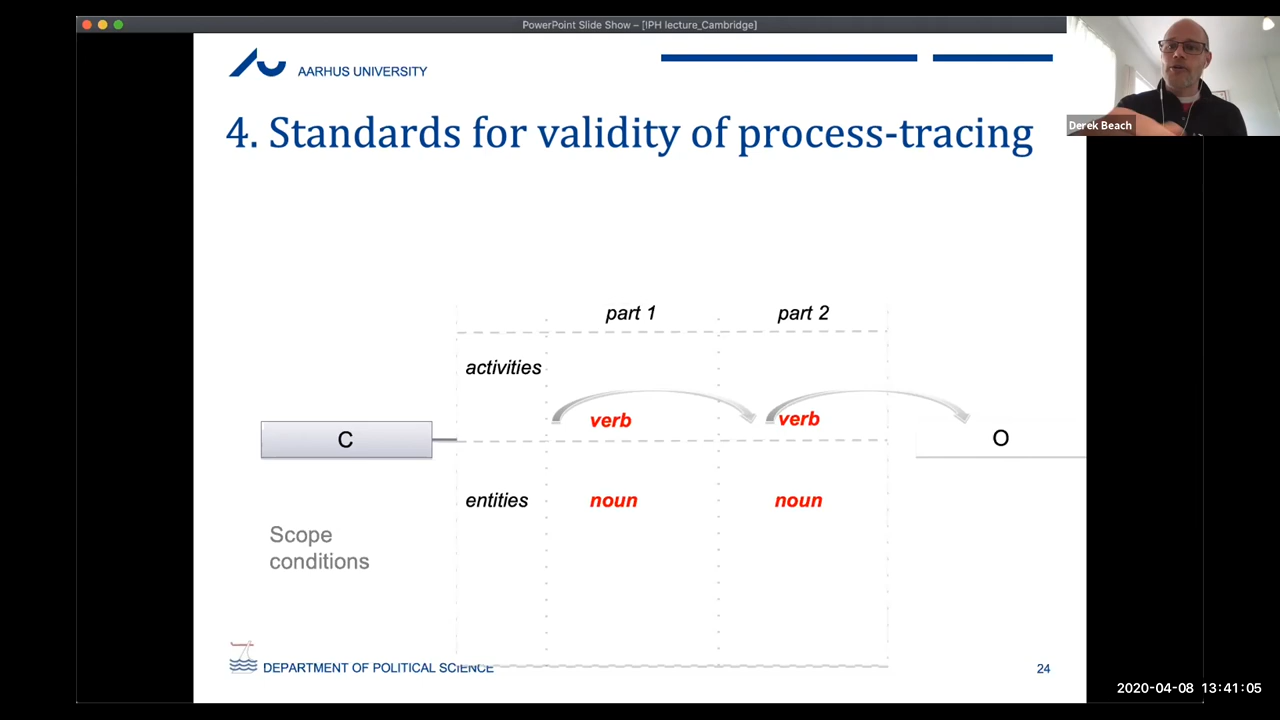 PowerPoint Slide Show – [IPH lecture_Cambridge]
AARHUS UNIVERSITY
Derek Beach
4. Standards for validity of process-tracing
part 1 part 2
activities
verb verb
C O
entities noun noun
Scope
conditions
DEPARTMENT OF POLITICAL SCIENCE 24
2020-04-08 13:41:05